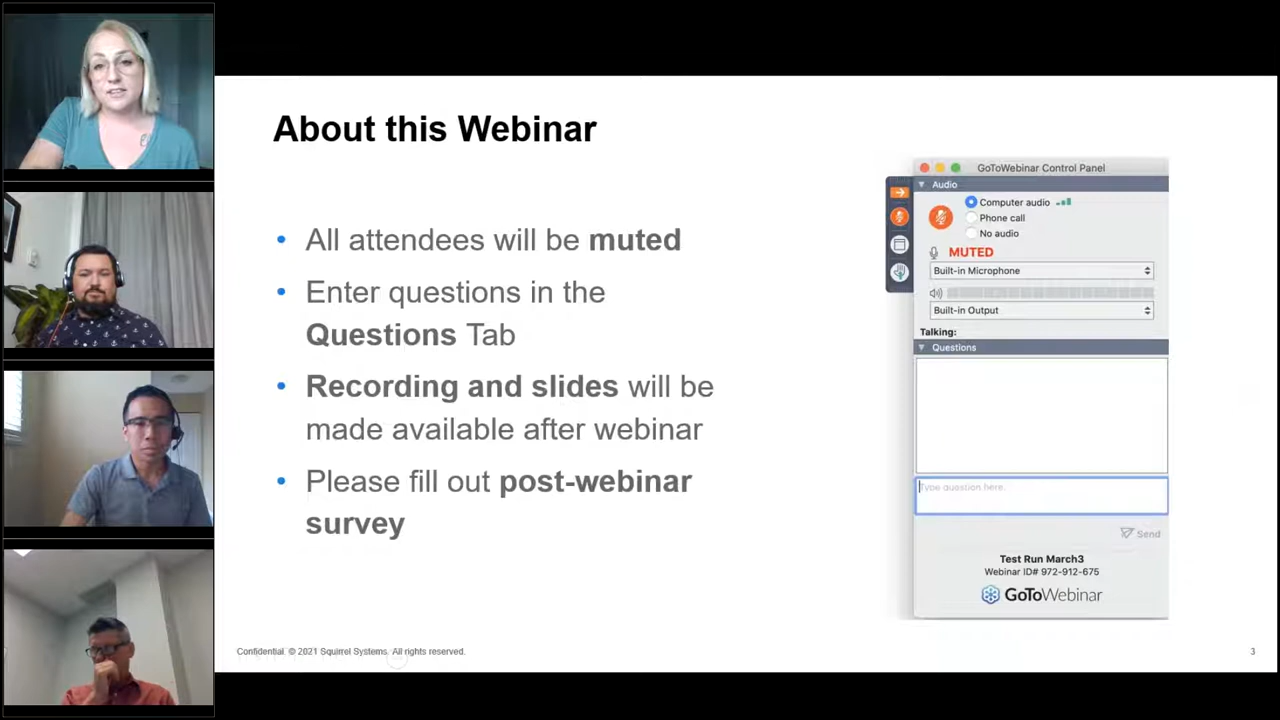 About this Webinar
All attendees will be muted
Enter questions in the
Questions Tab
Recording and slides will be
made available after webinar
Please fill out post-webinar
survey
GoToWebinar Control Panel
Audio
Computer audio
Phone call
No audio
MUTED
Built-in Microphone
Built-in Output
Talking:
Questions
Type question here.
Send
Test Run March3
Webinar ID# 972-912-675
GoToWebinar
Confidential. © 2021 Squirrel Systems. All rights reserved.
3